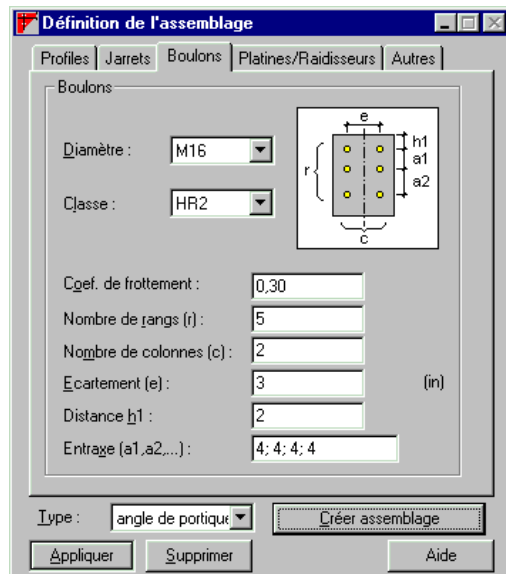 Définition de l'assemblage
Profiles Jarrets Boulons Platines/Raidisseurs Autres
Boulons
Diamètre : M16
Classe : HR2
e
h1
a1
a2
r
c
Coef. de frottement : 0,30
Nombre de rangs (r) : 5
Nombre de colonnes (c) : 2
Ecartement (e) : 3 (in)
Distance h1 : 2
Entraxe (a1,a2,...) : 4; 4; 4; 4
Type : angle de portique Créer assemblage
Appliquer Supprimer Aide